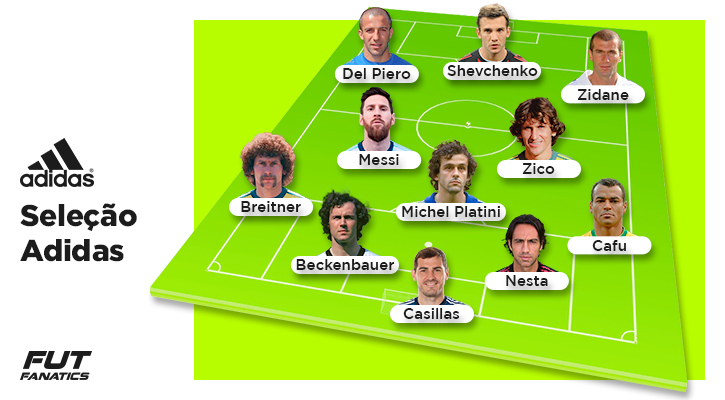 Del Piero
Shevchenko
Zidane
Messi
Zico
Breitner
Michel Platini
Cafu
Beckenbauer
Nesta
Casillas
adidas®
Seleção
Adidas
FUT
FANATICS